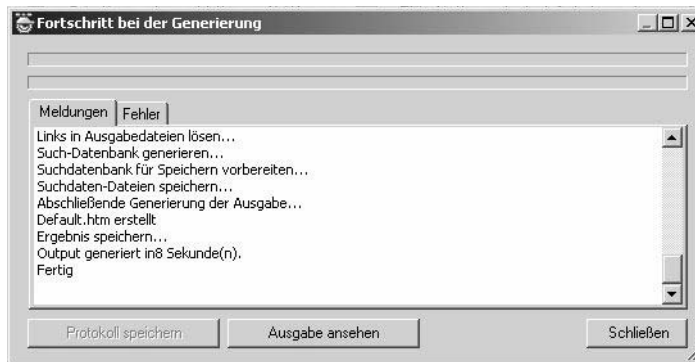 Fortschritt bei der Generierung
Meldungen Fehler
Links in Ausgabedateien lösen...
Such-Datenbank generieren...
Suchdatenbank für Speichern vorbereiten...
Suchdaten-Dateien speichern...
Abschließende Generierung der Ausgabe...
Default.htm erstellt
Ergebnis speichern...
Output generiert in8 Sekunde(n).
Fertig
Protokoll speichern Ausgabe ansehen Schließen